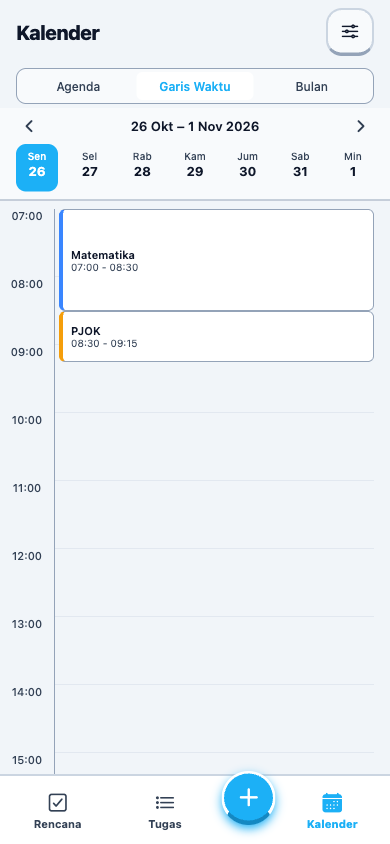 Kalender
Agenda Garis Waktu Bulan
26 Okt – 1 Nov 2026
Sen Sel Rab Kam Jum Sab Min
26 27 28 29 30 31 1
07:00
Matematika
07:00 - 08:30
08:00
PJOK
08:30 - 09:15
09:00
10:00
11:00
12:00
13:00
14:00
15:00
Rencana Tugas Kalender